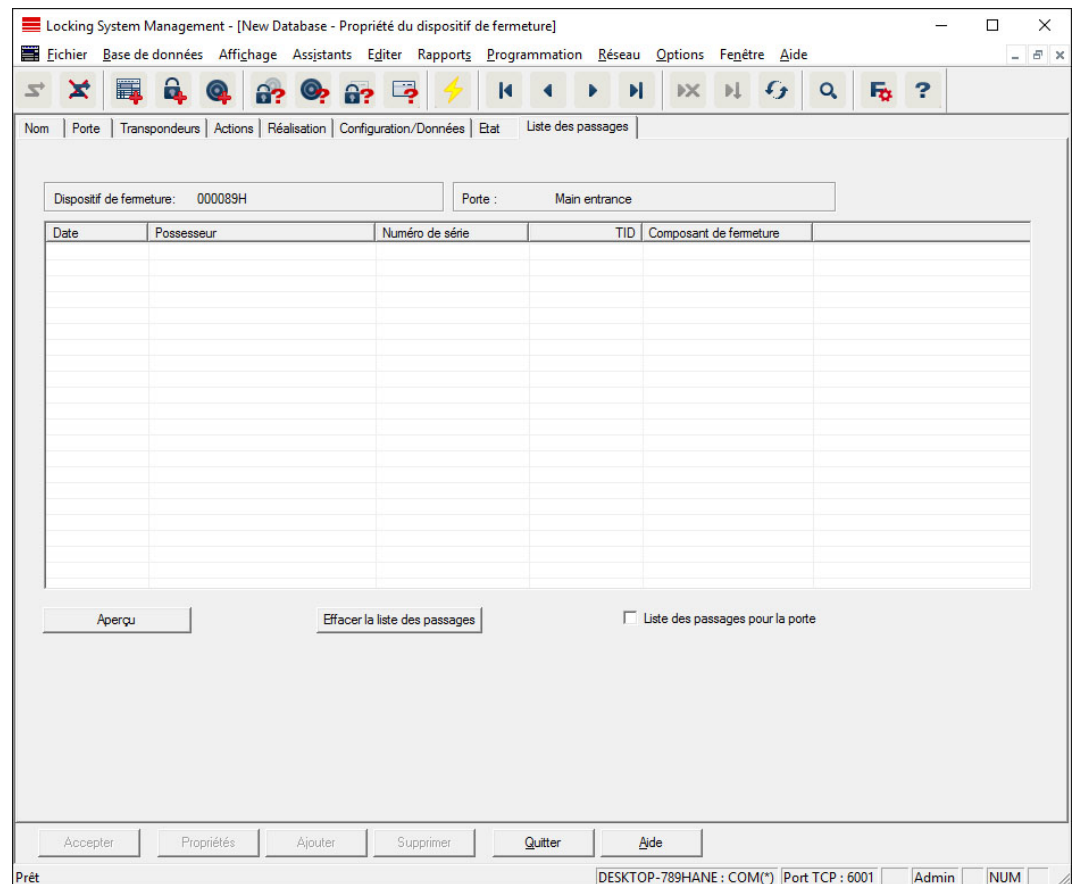 Locking System Management - [New Database - Propriété du dispositif de fermeture]
Fichier Base de données Affichage Assistants Editer Rapports Programmation Réseau Options Fenêtre Aide
Nom Porte Transpondeurs Actions Réalisation Configuration/Données Etat Liste des passages
Dispositif de fermeture: 000089H Porte : Main entrance
Date Possesseur Numéro de série TID Composant de fermeture
Aperçu Effacer la liste des passages Liste des passages pour la porte
Accepter Propriétés Ajouter Supprimer Quitter Aide
Prêt DESKTOP-789HANE : COM(*) Port TCP : 6001 Admin NUM